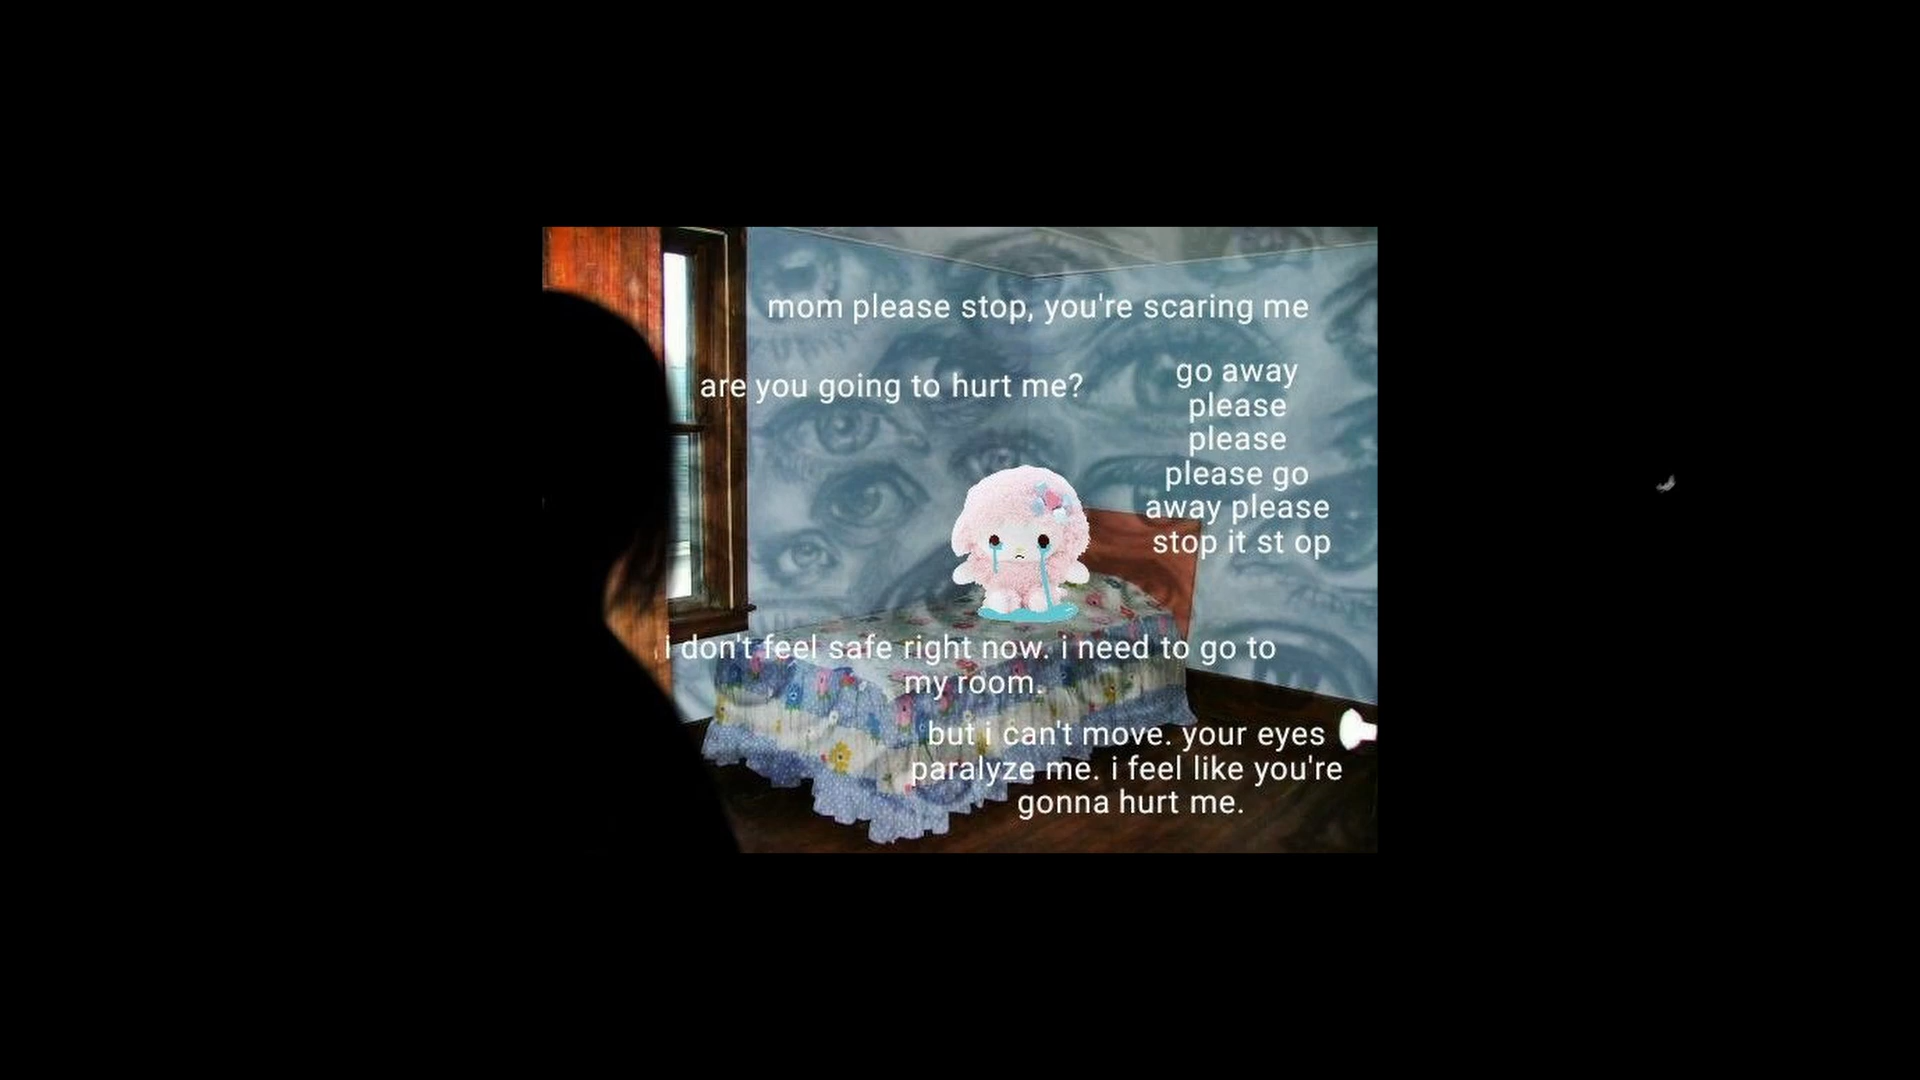 mom please stop, you're scaring me
are you going to hurt me?
go away
please
please
please go
away please
stop it st op
i don't feel safe right now. i need to go to
my room.
but i can't move. your eyes
paralyze me. i feel like you're
gonna hurt me.